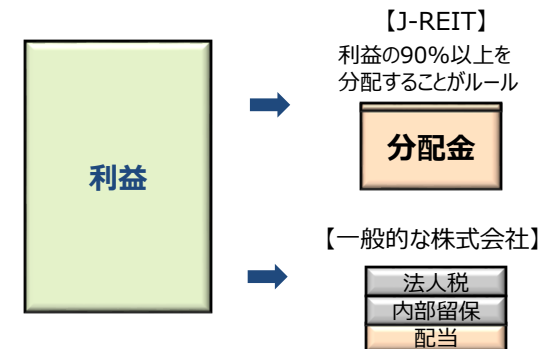 【J-REIT】
利益の90%以上を
分配することがルール
分配金
利益
【一般的な株式会社】
法人税
内部留保
配当